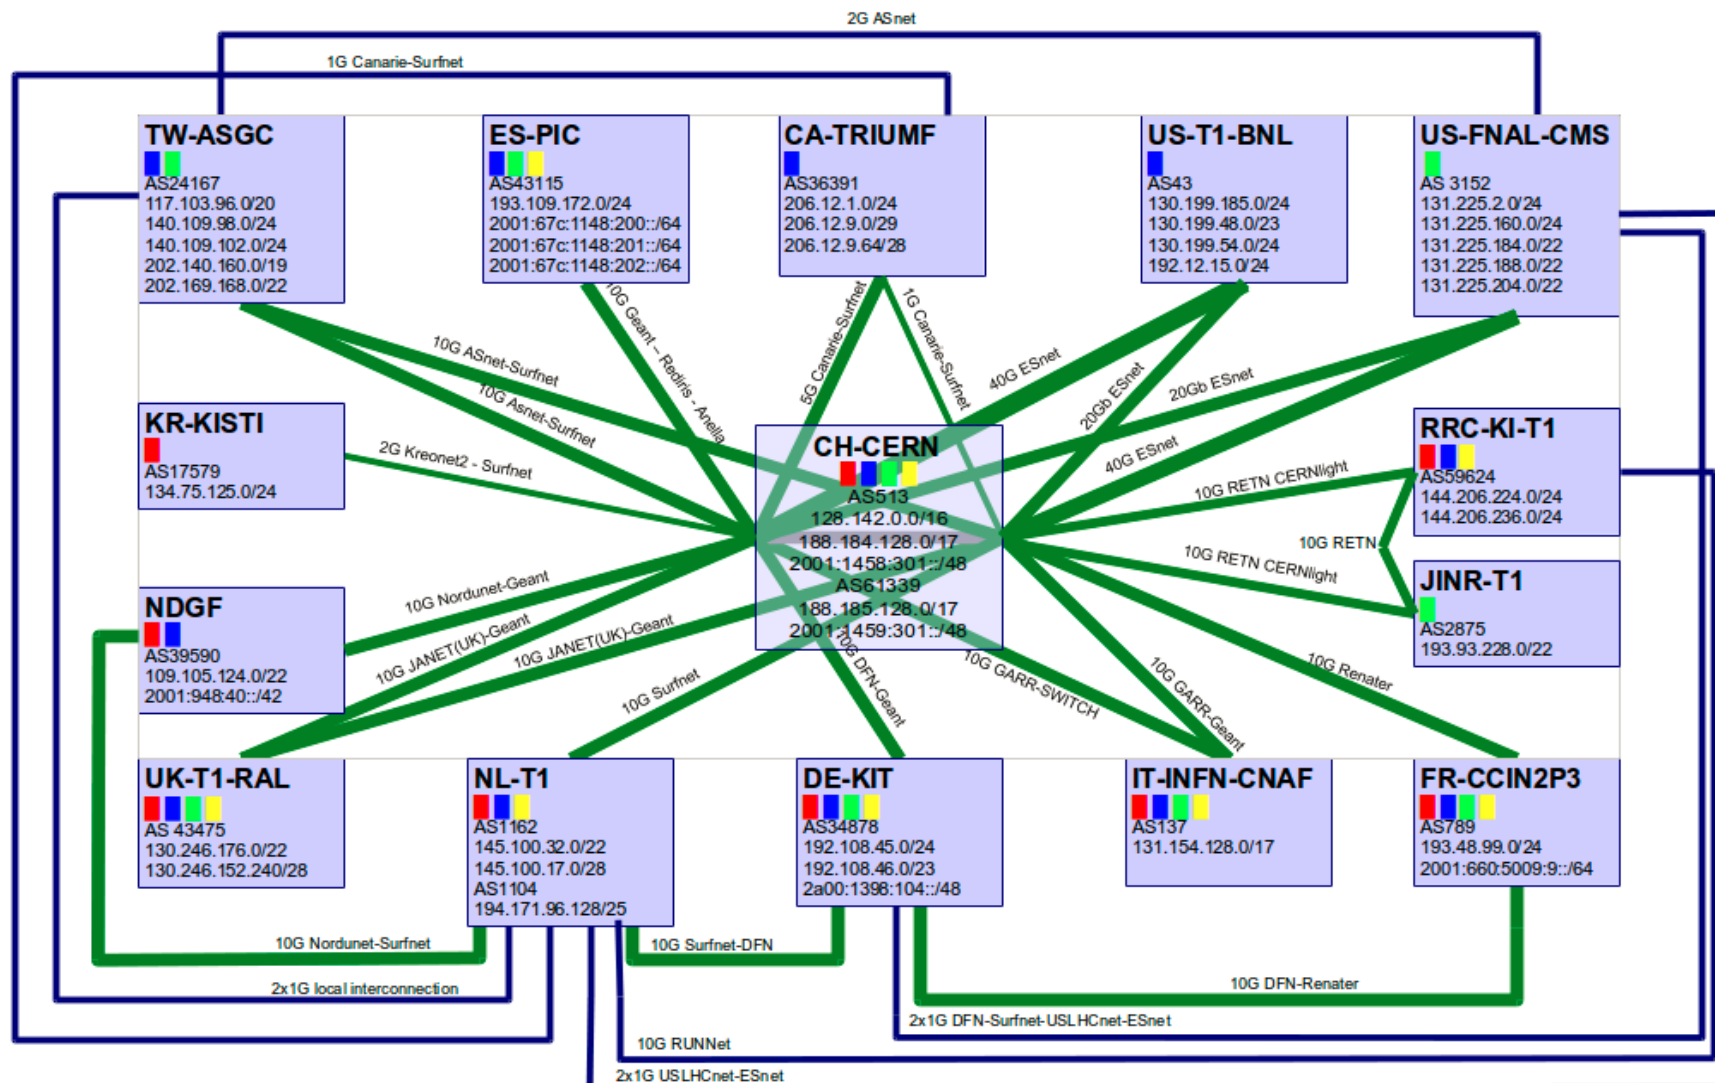 2G ASnet
1G Canarie-Surfnet
TW-ASGC
AS24167
117.103.96.0/20
140.109.98.0/24
140.109.102.0/24
202.140.160.0/19
202.169.168.0/22
ES-PIC
AS43115
193.109.172.0/24
2001:67c:1148:200::/64
2001:67c:1148:201::/64
2001:67c:1148:202::/64
CA-TRIUMF
AS36391
206.12.1.0/24
206.12.9.0/29
206.12.9.64/28
US-T1-BNL
AS43
130.199.185.0/24
130.199.48.0/23
130.199.54.0/24
192.12.15.0/24
US-FNAL-CMS
AS 3152
131.225.2.0/24
131.225.160.0/24
131.225.184.0/22
131.225.188.0/22
131.225.204.0/22
10G ASnet-Surfnet
10G Asnet-Surfnet
10G Geant – Rediris - Anella
5G Canarie-Surfnet
1G Canarie-Surfnet
40G ESnet
20Gb ESnet
20Gb ESnet
40G ESnet
KR-KISTI
AS17579
134.75.125.0/24
2G Kreonet2 - Surfnet
CH-CERN
AS513
128.142.0.0/16
188.184.128.0/17
2001:1458:301::/48
AS61339
188.185.128.0/17
2001:1459:301::/48
10G RETN CERNlight
RRC-KI-T1
AS59624
144.206.224.0/24
144.206.236.0/24
10G RETN
10G RETN CERNlight
JINR-T1
AS2875
193.93.228.0/22
NDGF
AS39590
109.105.124.0/22
2001:948:40::/42
10G Nordunet-Geant
10G JANET(UK)-Geant
10G JANET(UK)-Geant
10G Surfnet
10G DFN-Geant
10G GARR-SWITCH
10G GARR-Geant
10G Renater
UK-T1-RAL
AS 43475
130.246.176.0/22
130.246.152.240/28
NL-T1
AS1162
145.100.32.0/22
145.100.17.0/28
AS1104
194.171.96.128/25
DE-KIT
AS34878
192.108.45.0/24
192.108.46.0/23
2a00:1398:104::/48
IT-INFN-CNAF
AS137
131.154.128.0/17
FR-CCIN2P3
AS789
193.48.99.0/24
2001:660:5009:9::/64
10G Nordunet-Surfnet
10G Surfnet-DFN
2x1G local interconnection
10G DFN-Renater
2x1G DFN-Surfnet-USLHCnet-ESnet
10G RUNNet
2x1G USLHCnet-ESnet